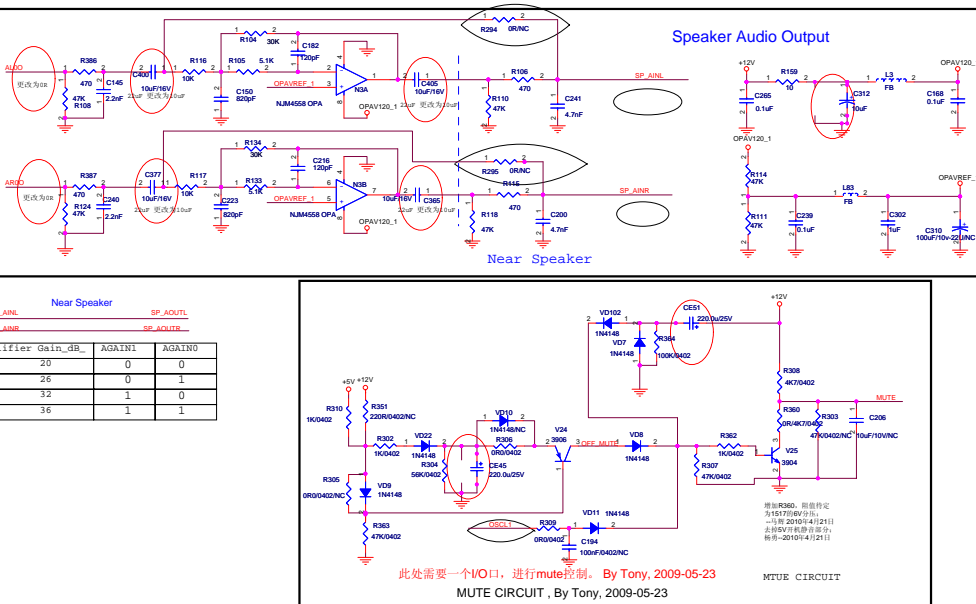 Speaker Audio Output
R294
0R/NC
R104
30K
C182
120pF
R386
470
C145
2.2nF
47K
R108
更改为0R
C400
10uF/16V
22uF 更改为10uF
R116
10K
R105
5.1K
C150
820pF
OPAVREF_1
N3A
NJM4558 OPA
OPAV120_1
C405
10uF/16V
22uF 更改为10uF
R110
47K
R106
470
C241
4.7nF
SP_AINL
R134
30K
C216
120pF
R387
470
C240
2.2nF
R124
47K
更改为0R
C377
10uF/16V
22uF 更改为10uF
R117
10K
R133
5.1K
C223
820pF
OPAVREF_1
N3B
NJM4558 OPA
OPAV120_1
10uF/16V
C365
22uF 更改为10uF
R295
0R/NC
R115
470
R118
47K
C200
4.7nF
SP_AINR
Near Speaker
+12V
R159
10
C265
0.1uF
C312
10uF
L3
FB
C168
0.1uF
OPAV120_
OPAV120_1
R114
47K
R111
47K
C239
0.1uF
L83
FB
C302
1uF
OPAVREF_
C310
100uF/10v-22U/NC
Near Speaker
_AINL
SP_AOUTL
_AINR
SP_AOUTR
lifier Gain_dB_ AGAIN1 AGAIN0
20 0 0
26 0 1
32 1 0
36 1 1
+5V +12V
R310
1K/0402
R351
220R/0402/NC
R302
1K/0402
VD22
1N4148
R304
56K/0402
CE45
220.0u/25V
R305
0R0/0402/NC
VD9
1N4148
R363
47K/0402
VD10
1N4148/NC
R306
0R0/0402
V24
3906
OFF_MUTE
VD8
1N4148
VD102
1N4148
VD7
1N4148
R364
100K/0402
CE51
220.0u/25V
+12V
R308
4K7/0402
MUTE
R360
0R/4K7/0402
R303
47K/0402/NC
C206
10uF/10V/NC
R362
1K/0402
R307
47K/0402
V25
3904
OSCL1
R309
0R0/0402
VD11 1N4148
C194
100nF/0402/NC
增加R360，阻值待定
为1517的6V分压；
--马辉 2010年4月21日
去掉5V开机静音部分；
杨勇--2010年4月21日
此处需要一个I/O口，进行mute控制。 By Tony, 2009-05-23
MUTE CIRCUIT , By Tony, 2009-05-23
MTUE CIRCUIT